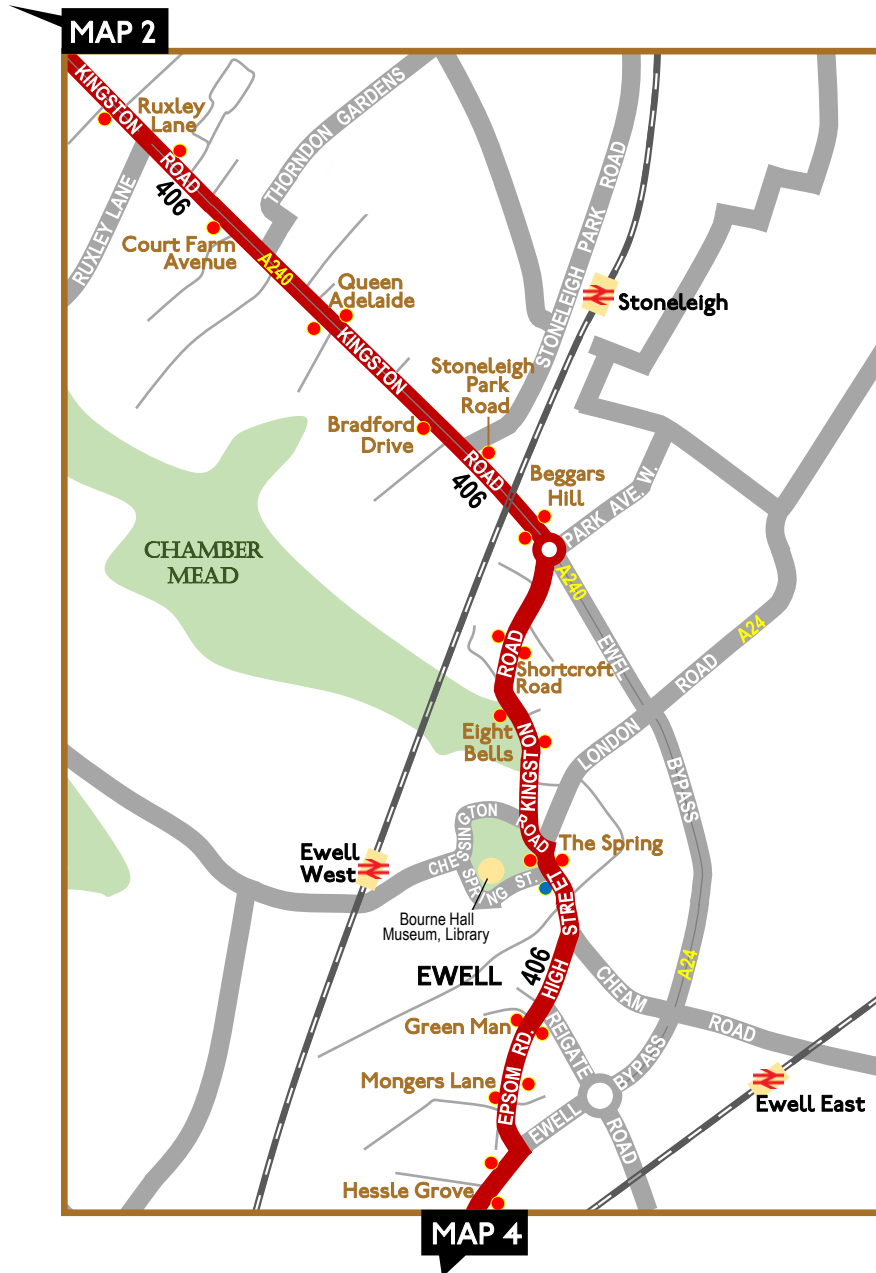 MAP 2
KINGSTON
ROAD
Ruxley
Lane
THORNDON GARDENS
RUXLEY LANE
406
Court Farm
Avenue
A240
Queen
Adelaide
STONELEIGH PARK ROAD
Stoneleigh
KINGSTON
Stoneleigh
Park
Road
Bradford
Drive
ROAD
406
Beggars
Hill
PARK AVE. W.
CHAMBER
MEAD
A240
EWEL
BYPASS
A24
LONDON ROAD
ROAD
Shortcroft
Road
Eight
Bells
KINGSTON
ROAD
CHESSINGTON
SPRING ST.
The Spring
Ewell
West
Bourne Hall
Museum, Library
HIGH STREET
EWELL
406
A24
CHEAM ROAD
Green Man
REIGATE
ROAD
EPSOM RD.
Mongers Lane
EWELL
BYPASS
Ewell East
Hessle Grove
MAP 4